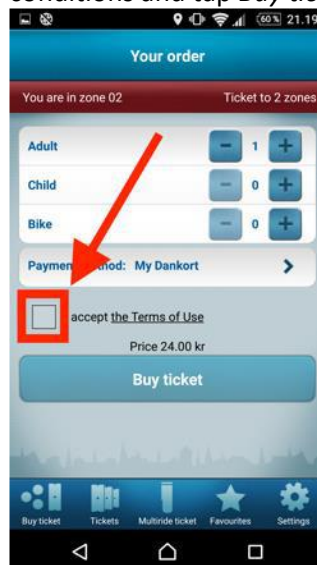 conditions and tap Buy tic
60% 21.19
Your order
You are in zone 02 Ticket to 2 zones
Adult - 1 +
Child - 0 +
Bike - 0 +
Payment method: My Dankort >
accept the Terms of Use
Price 24.00 kr
Buy ticket
Buy ticket Tickets Multiride ticket Favourites Settings